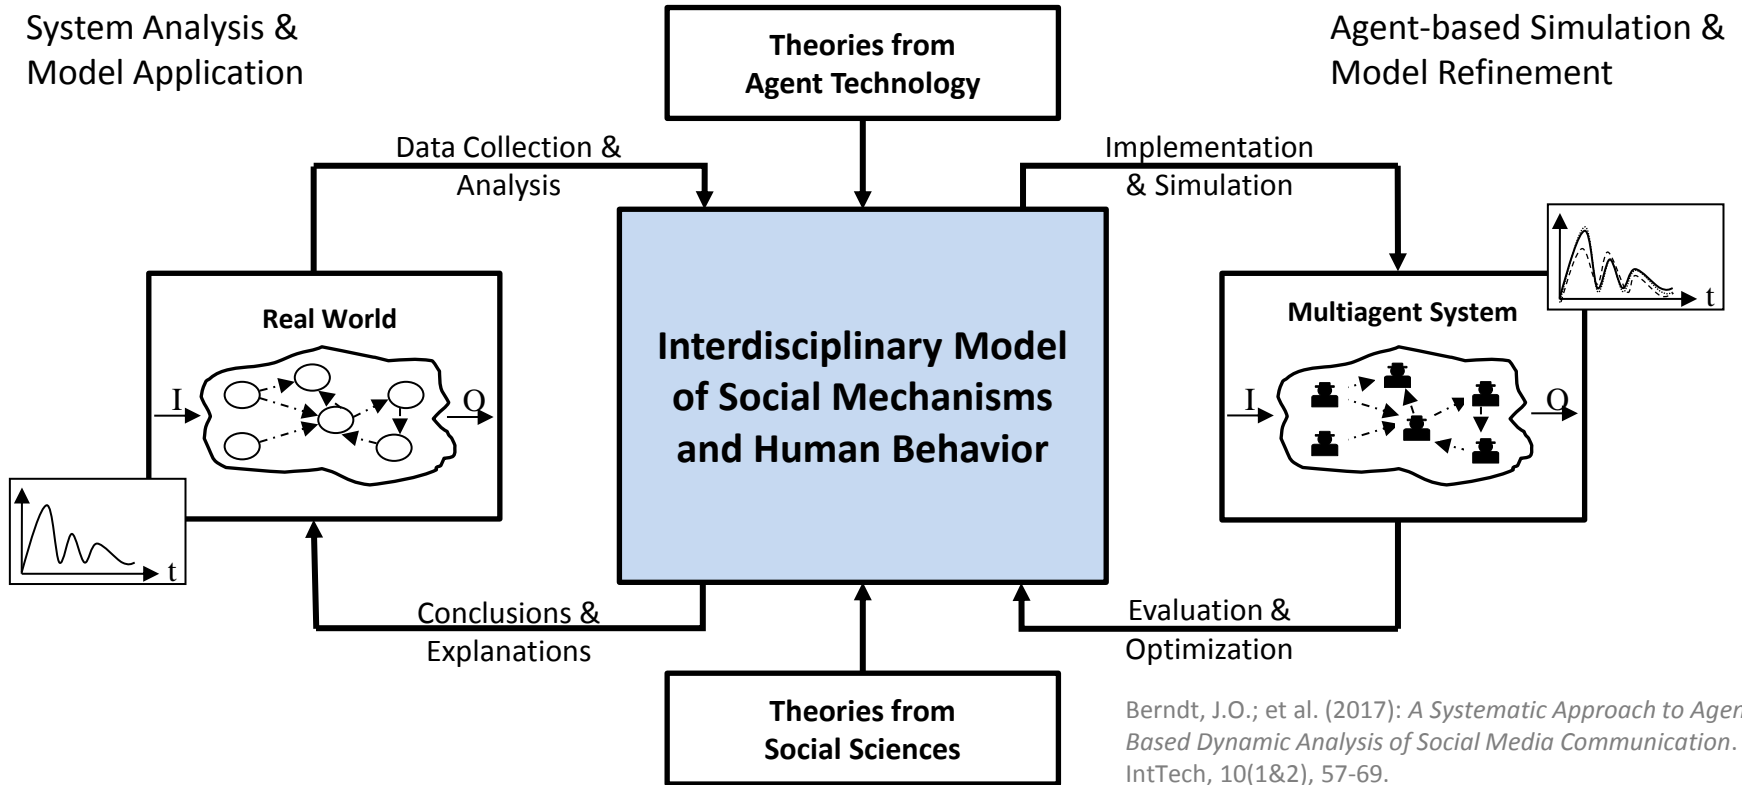 System Analysis &
Model Application
Theories from
Agent Technology
Agent-based Simulation &
Model Refinement
Data Collection &
Analysis
Implementation
& Simulation
Real World
I
O
t
Interdisciplinary Model
of Social Mechanisms
and Human Behavior
Multiagent System
I
O
t
Conclusions &
Explanations
Evaluation &
Optimization
Theories from
Social Sciences
Berndt, J.O.; et al. (2017): A Systematic Approach to Agen
Based Dynamic Analysis of Social Media Communication.
IntTech, 10(1&2), 57-69.